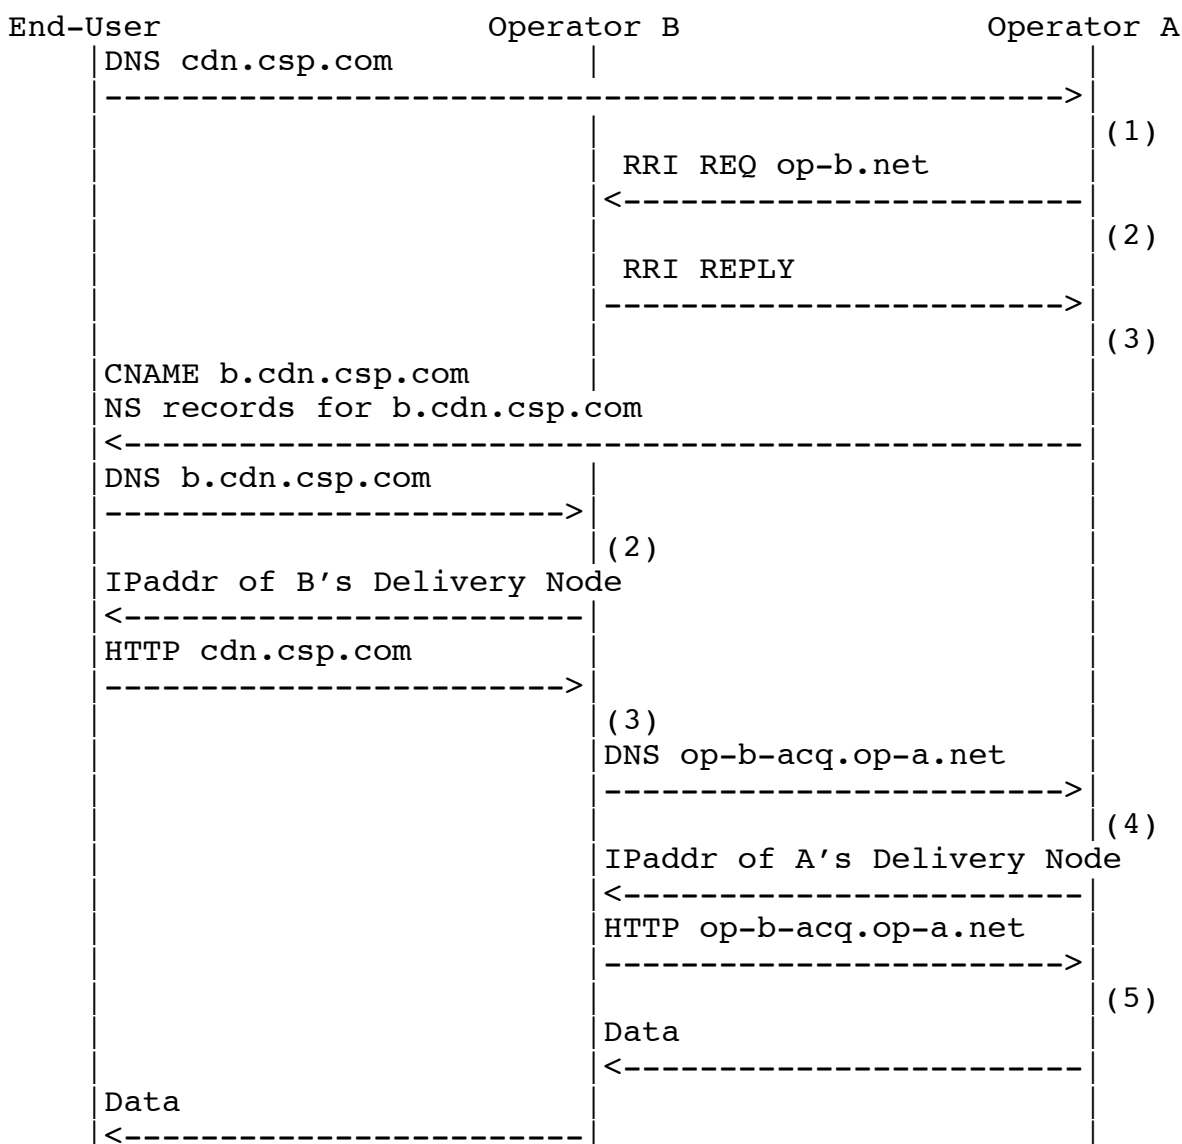 End-User Operator B Operator A
DNS cdn.csp.com
(1)
RRI REQ op-b.net
(2)
RRI REPLY
(3)
CNAME b.cdn.csp.com
NS records for b.cdn.csp.com
DNS b.cdn.csp.com
(2)
IPaddr of B’s Delivery Node
HTTP cdn.csp.com
(3)
DNS op-b-acq.op-a.net
(4)
IPaddr of A’s Delivery Node
HTTP op-b-acq.op-a.net
(5)
Data
Data